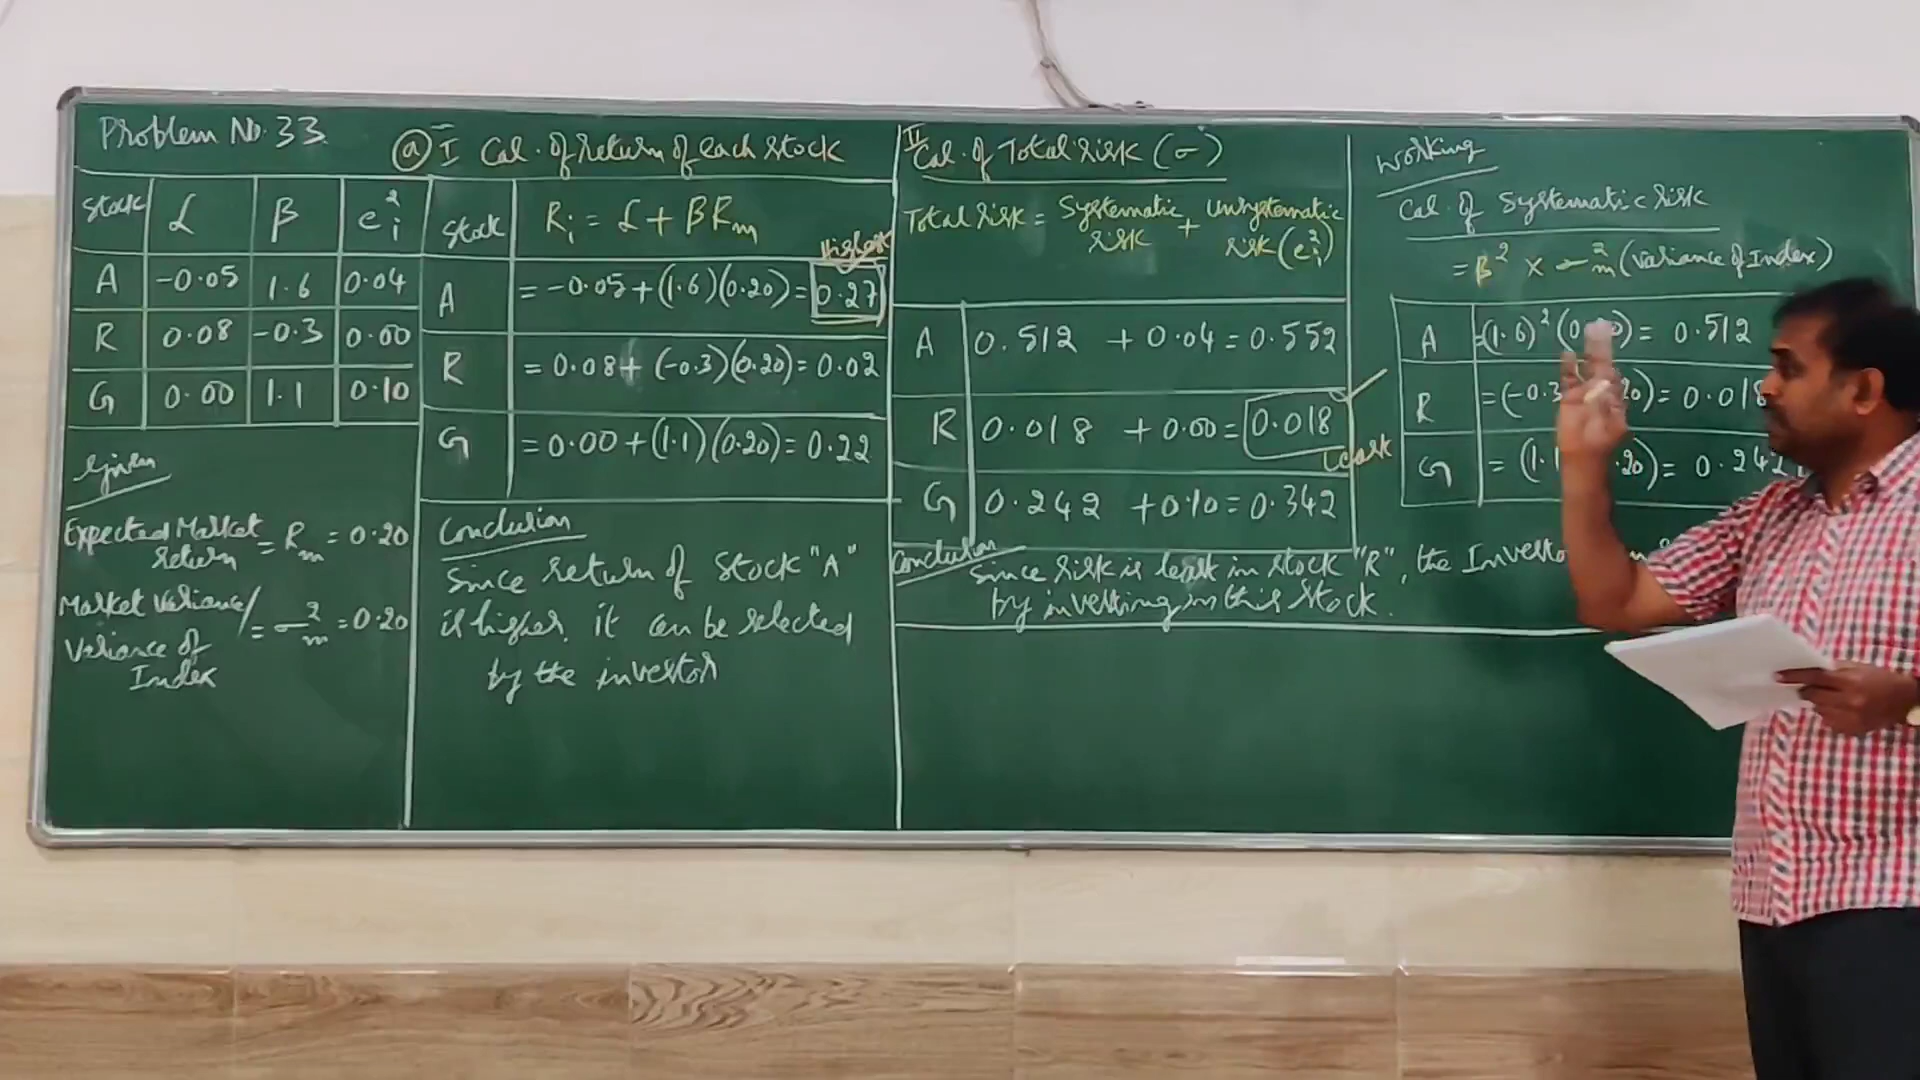 Problem No. 33
Stock α β eᵢ²
A -0.05 1.6 0.04
R 0.08 -0.3 0.00
G 0.00 1.1 0.10
Given
Expected Market
return = Rm = 0.20
Market Variance/
Variance of
Index = σ²m = 0.20
(a) I Cal. of return of each stock
Stock Rᵢ = α + βRm
Highest
A = -0.05 + (1.6)(0.20) = 0.27
R = 0.08 + (-0.3)(0.20) = 0.02
G = 0.00 + (1.1)(0.20) = 0.22
Conclusion
Since return of Stock "A"
is higher, it can be selected
by the investor
II Cal. of Total risk (σ)
Total risk = Systematic risk + Unsystematic risk (eᵢ²)
A 0.512 + 0.04 = 0.552
R 0.018 + 0.00 = 0.018
Least
G 0.242 + 0.10 = 0.342
Conclusion
Since risk is least in stock "R", the
by investing in this stock.
Working
Cal. of Systematic risk
= β² × σ²m (Variance of Index)
A = (1.6)² = 0.512
R = = 0.018
G = = 0.242